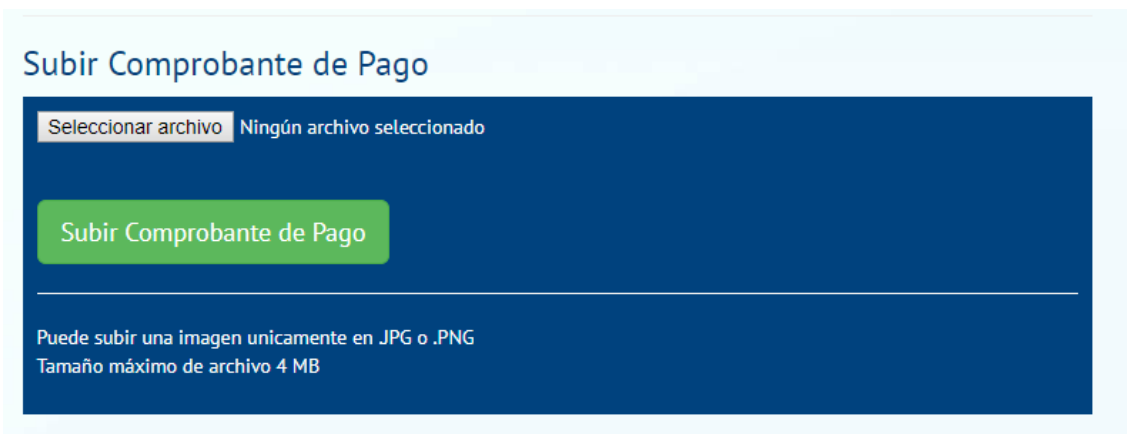 Subir Comprobante de Pago
Seleccionar archivo Ningún archivo seleccionado
Subir Comprobante de Pago
Puede subir una imagen unicamente en .JPG o .PNG
Tamaño máximo de archivo 4 MB